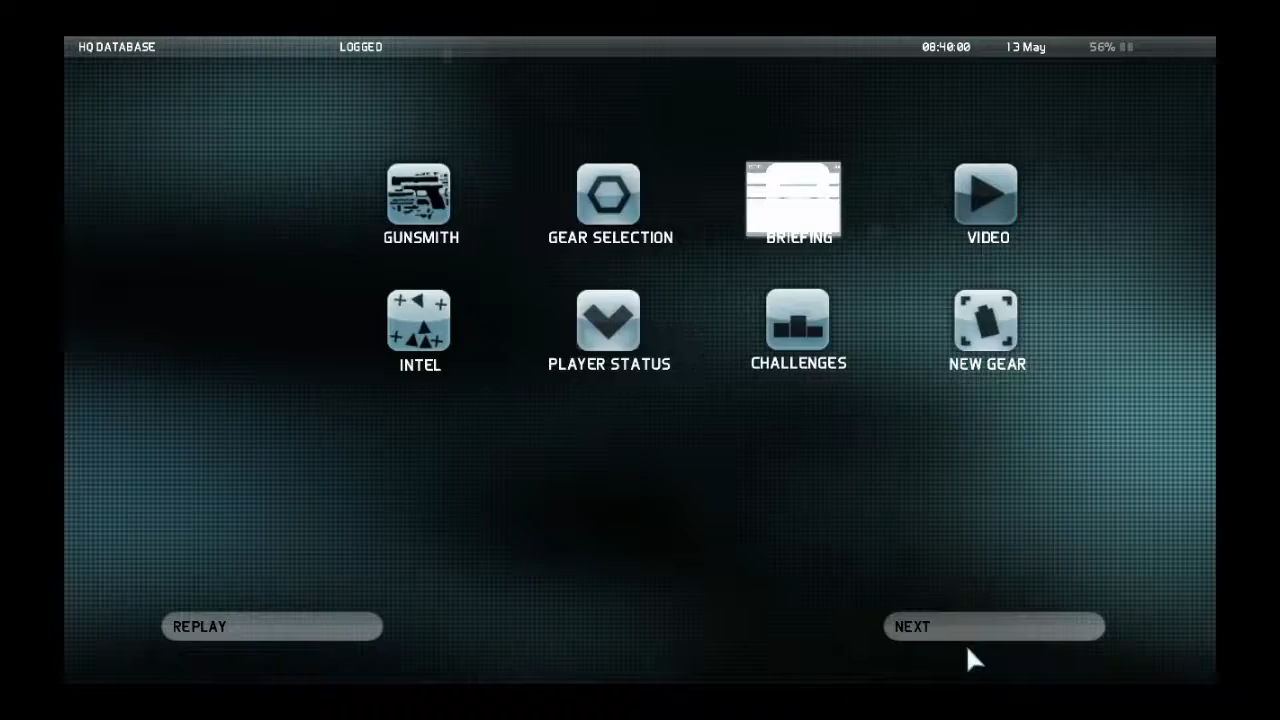 HQ DATABASE LOGGED 08:40:00 13 May 56%
GUNSMITH GEAR SELECTION BRIEFING VIDEO
INTEL PLAYER STATUS CHALLENGES NEW GEAR
REPLAY NEXT